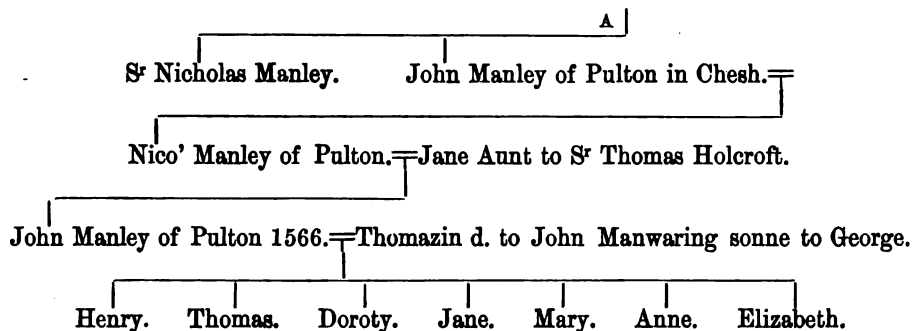 A
Sr Nicholas Manley. John Manley of Pulton in Chesh.
Nico' Manley of Pulton. Jane Aunt to Sr Thomas Holcroft.
John Manley of Pulton 1566. Thomazin d. to John Manwaring sonne to George.
Henry. Thomas. Doroty. Jane. Mary. Anne. Elizabeth.